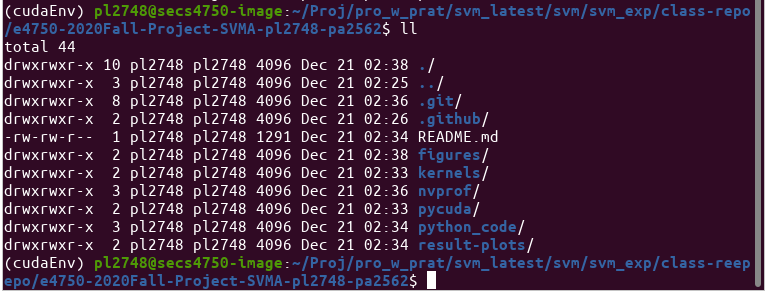 (cudaEnv) pl2748@secs4750-image:~/Proj/pro_w_prat/svm_latest/svm/svm_exp/class-repo
/e4750-2020Fall-Project-SVMA-pl2748-pa2562$ ll
total 44
drwxrwxr-x 10 pl2748 pl2748 4096 Dec 21 02:38 ./
drwxrwxr-x  3 pl2748 pl2748 4096 Dec 21 02:25 ../
drwxrwxr-x  8 pl2748 pl2748 4096 Dec 21 02:36 .git/
drwxrwxr-x  2 pl2748 pl2748 4096 Dec 21 02:26 .github/
-rw-rw-r--  1 pl2748 pl2748 1291 Dec 21 02:34 README.md
drwxrwxr-x  2 pl2748 pl2748 4096 Dec 21 02:38 figures/
drwxrwxr-x  2 pl2748 pl2748 4096 Dec 21 02:33 kernels/
drwxrwxr-x  3 pl2748 pl2748 4096 Dec 21 02:36 nvprof/
drwxrwxr-x  2 pl2748 pl2748 4096 Dec 21 02:33 pycuda/
drwxrwxr-x  3 pl2748 pl2748 4096 Dec 21 02:34 python_code/
drwxrwxr-x  2 pl2748 pl2748 4096 Dec 21 02:34 result-plots/
(cudaEnv) pl2748@secs4750-image:~/Proj/pro_w_prat/svm_latest/svm/svm_exp/class-reep
epo/e4750-2020Fall-Project-SVMA-pl2748-pa2562$